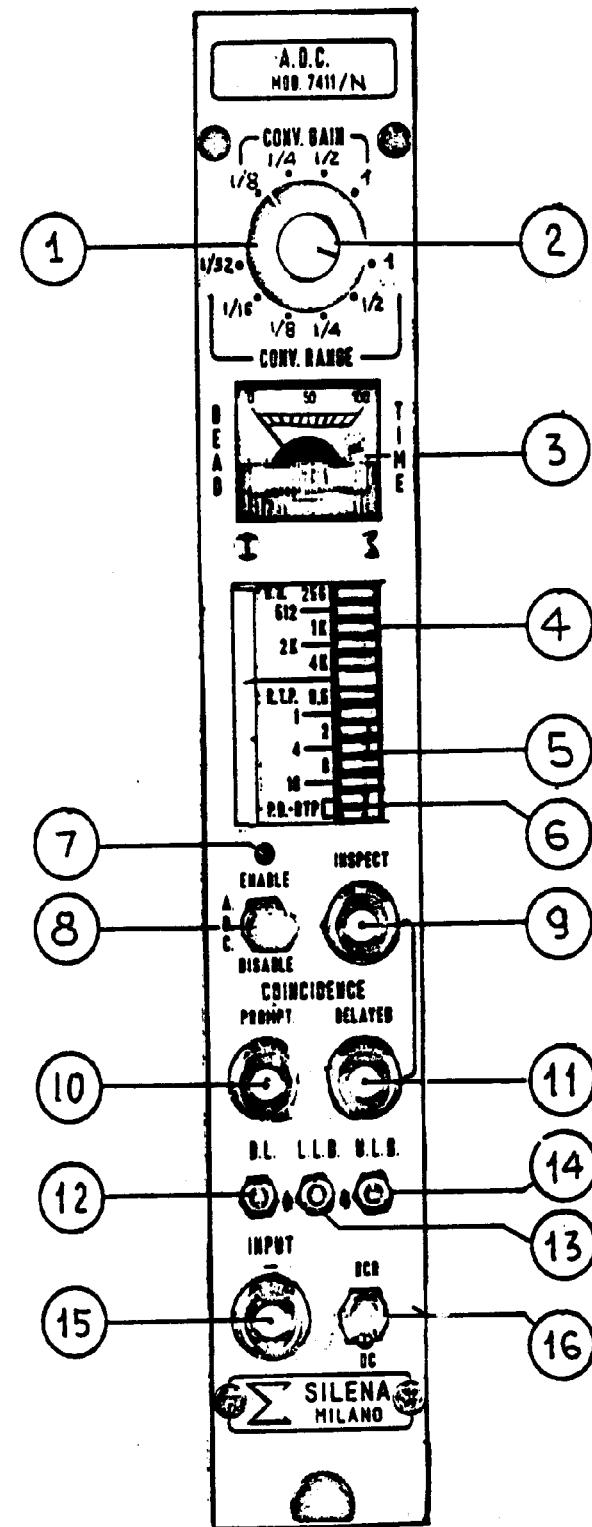 A.D.C.
MOD. 7411/N
CONV. GAIN
1/8 1/4 1/2 1
1 2
1/32 1/16 1/8 1/4 1/2 1
CONV. RANGE
0 50 100
DEAD TIME
3
256
512
1K
4
2K
4K
0.5
1
2
5
4
8
16
6
7
ENABLE INSPECT
A.D.C.
8 9
DISABLE
COINCIDENCE
PROMPT DELAYED
10 11
L.L.D. U.L.D.
12 14
13
INPUT
BCR
15 16
DC
Σ SILENA
MILANO